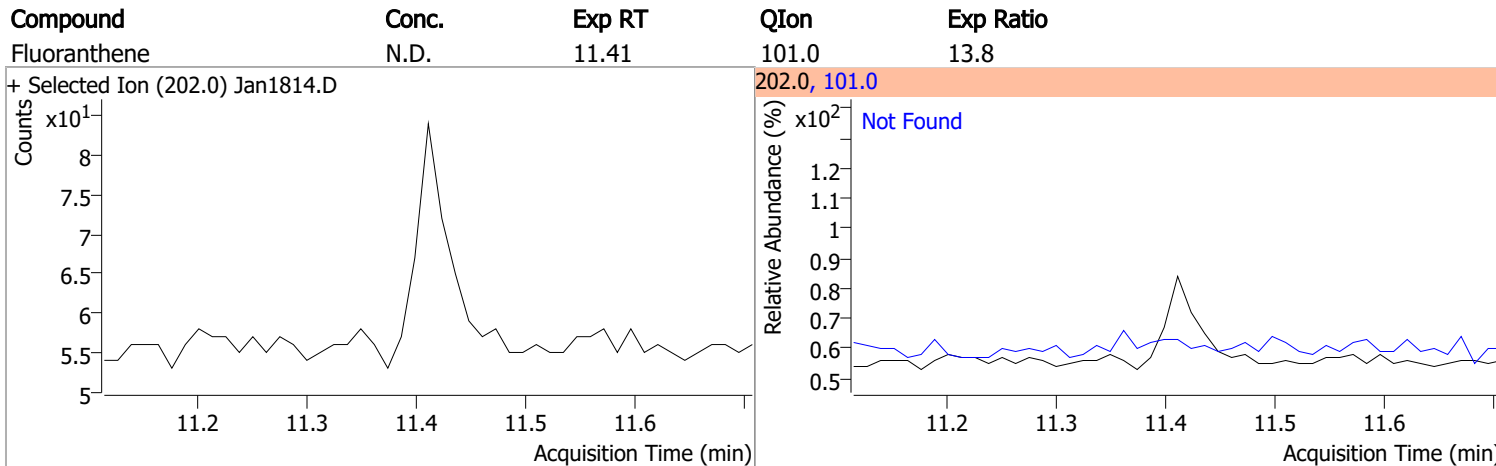 Compound Conc. Exp RT QIon Exp Ratio
Fluoranthene N.D. 11.41 101.0 13.8
+ Selected Ion (202.0) Jan1814.D
Counts
x10¹
8
7.5
7
6.5
6
5.5
5
11.2 11.3 11.4 11.5 11.6
Acquisition Time (min)
202.0, 101.0
Relative Abundance (%)
x10²
Not Found
1.2
1.1
1
0.9
0.8
0.7
0.6
0.5
11.2 11.3 11.4 11.5 11.6
Acquisition Time (min)